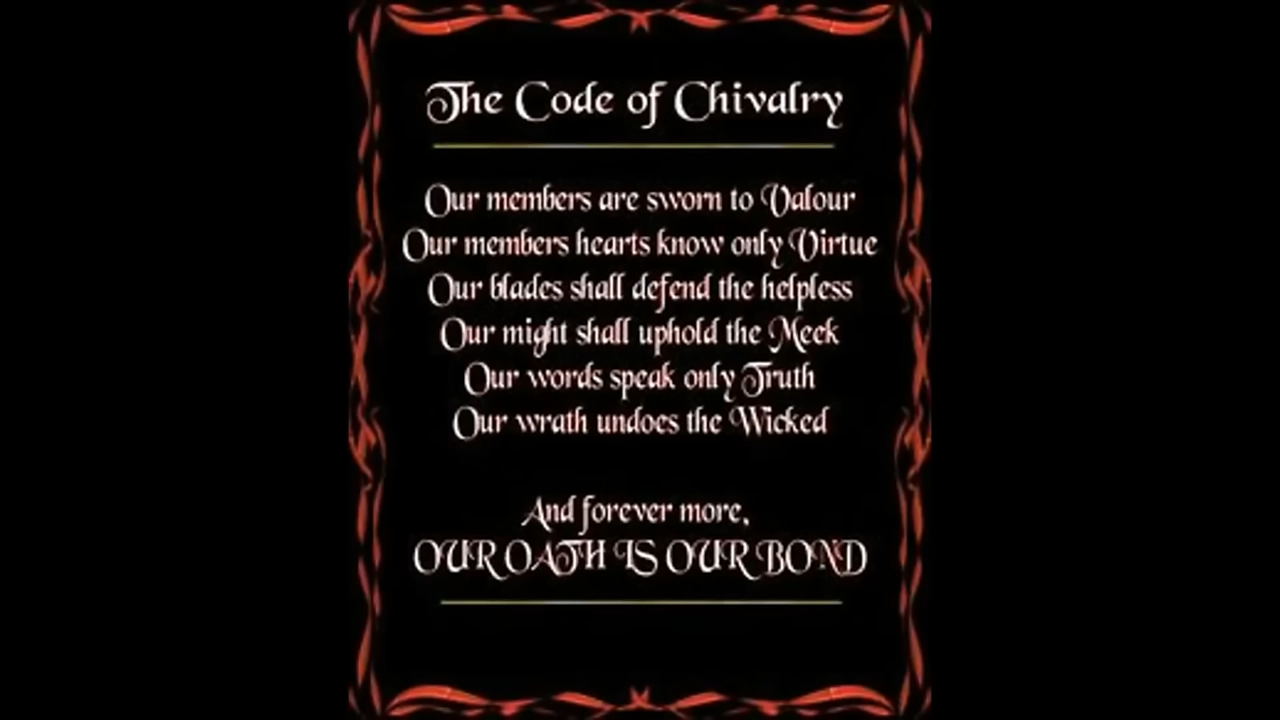 The Code of Chivalry
Our members are sworn to Valour
Our members hearts know only Virtue
Our blades shall defend the helpless
Our might shall uphold the Meek
Our words speak only Truth
Our wrath undoes the Wicked
And forever more,
OUR OATH IS OUR BOND